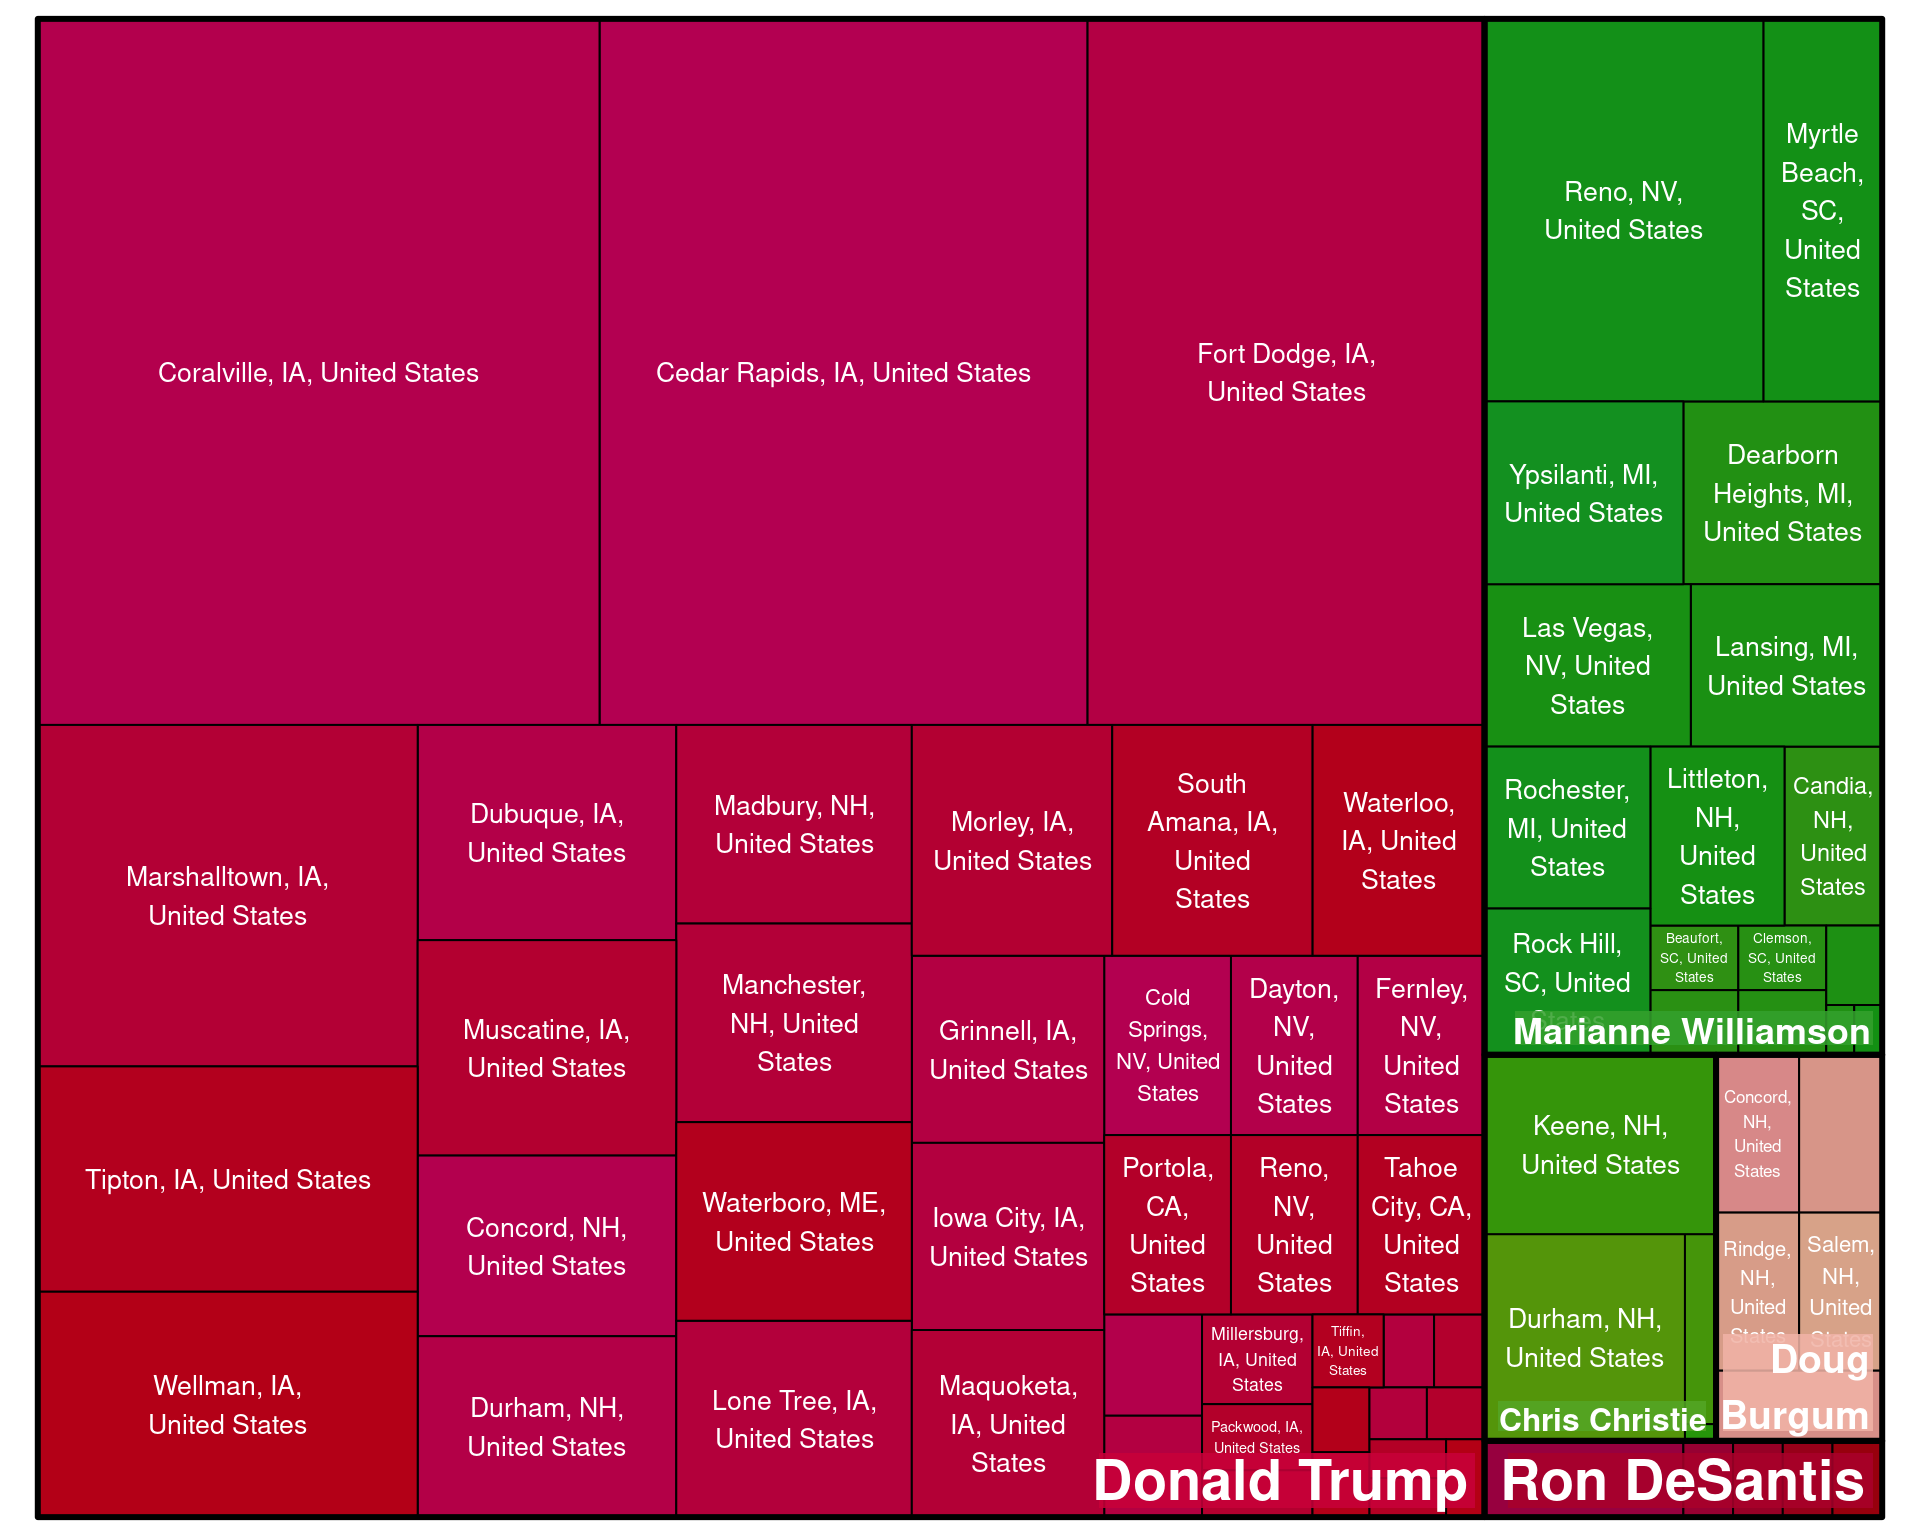 Coralville, IA, United States
Cedar Rapids, IA, United States
Fort Dodge, IA,
United States
Marshalltown, IA,
United States
Tipton, IA, United States
Wellman, IA,
United States
Dubuque, IA,
United States
Muscatine, IA,
United States
Concord, NH,
United States
Durham, NH,
United States
Madbury, NH,
United States
Manchester,
NH, United
States
Waterboro, ME,
United States
Lone Tree, IA,
United States
Morley, IA,
United States
South
Amana, IA,
United
States
Waterloo,
IA, United
States
Grinnell, IA,
United States
Iowa City, IA,
United States
Maquoketa,
IA, United
States
Cold
Springs,
NV, United
States
Dayton,
NV,
United
States
Fernley,
NV,
United
States
Portola,
CA,
United
States
Reno,
NV,
United
States
Tahoe
City, CA,
United
States
Millersburg,
IA, United
States
Packwood, IA,
United States
Tiffin,
IA, United
States
Donald Trump
Reno, NV,
United States
Myrtle
Beach,
SC,
United
States
Ypsilanti, MI,
United States
Dearborn
Heights, MI,
United States
Las Vegas,
NV, United
States
Lansing, MI,
United States
Rochester,
MI, United
States
Littleton,
NH,
United
States
Candia,
NH,
United
States
Rock Hill,
SC, United
States
Beaufort,
SC, United
States
Clemson,
SC, United
States
Marianne Williamson
Keene, NH,
United States
Durham, NH,
United States
Chris Christie
Concord,
NH,
United
States
Rindge,
NH,
United
States
Salem,
NH,
United
States
Doug
Burgum
Ron DeSantis